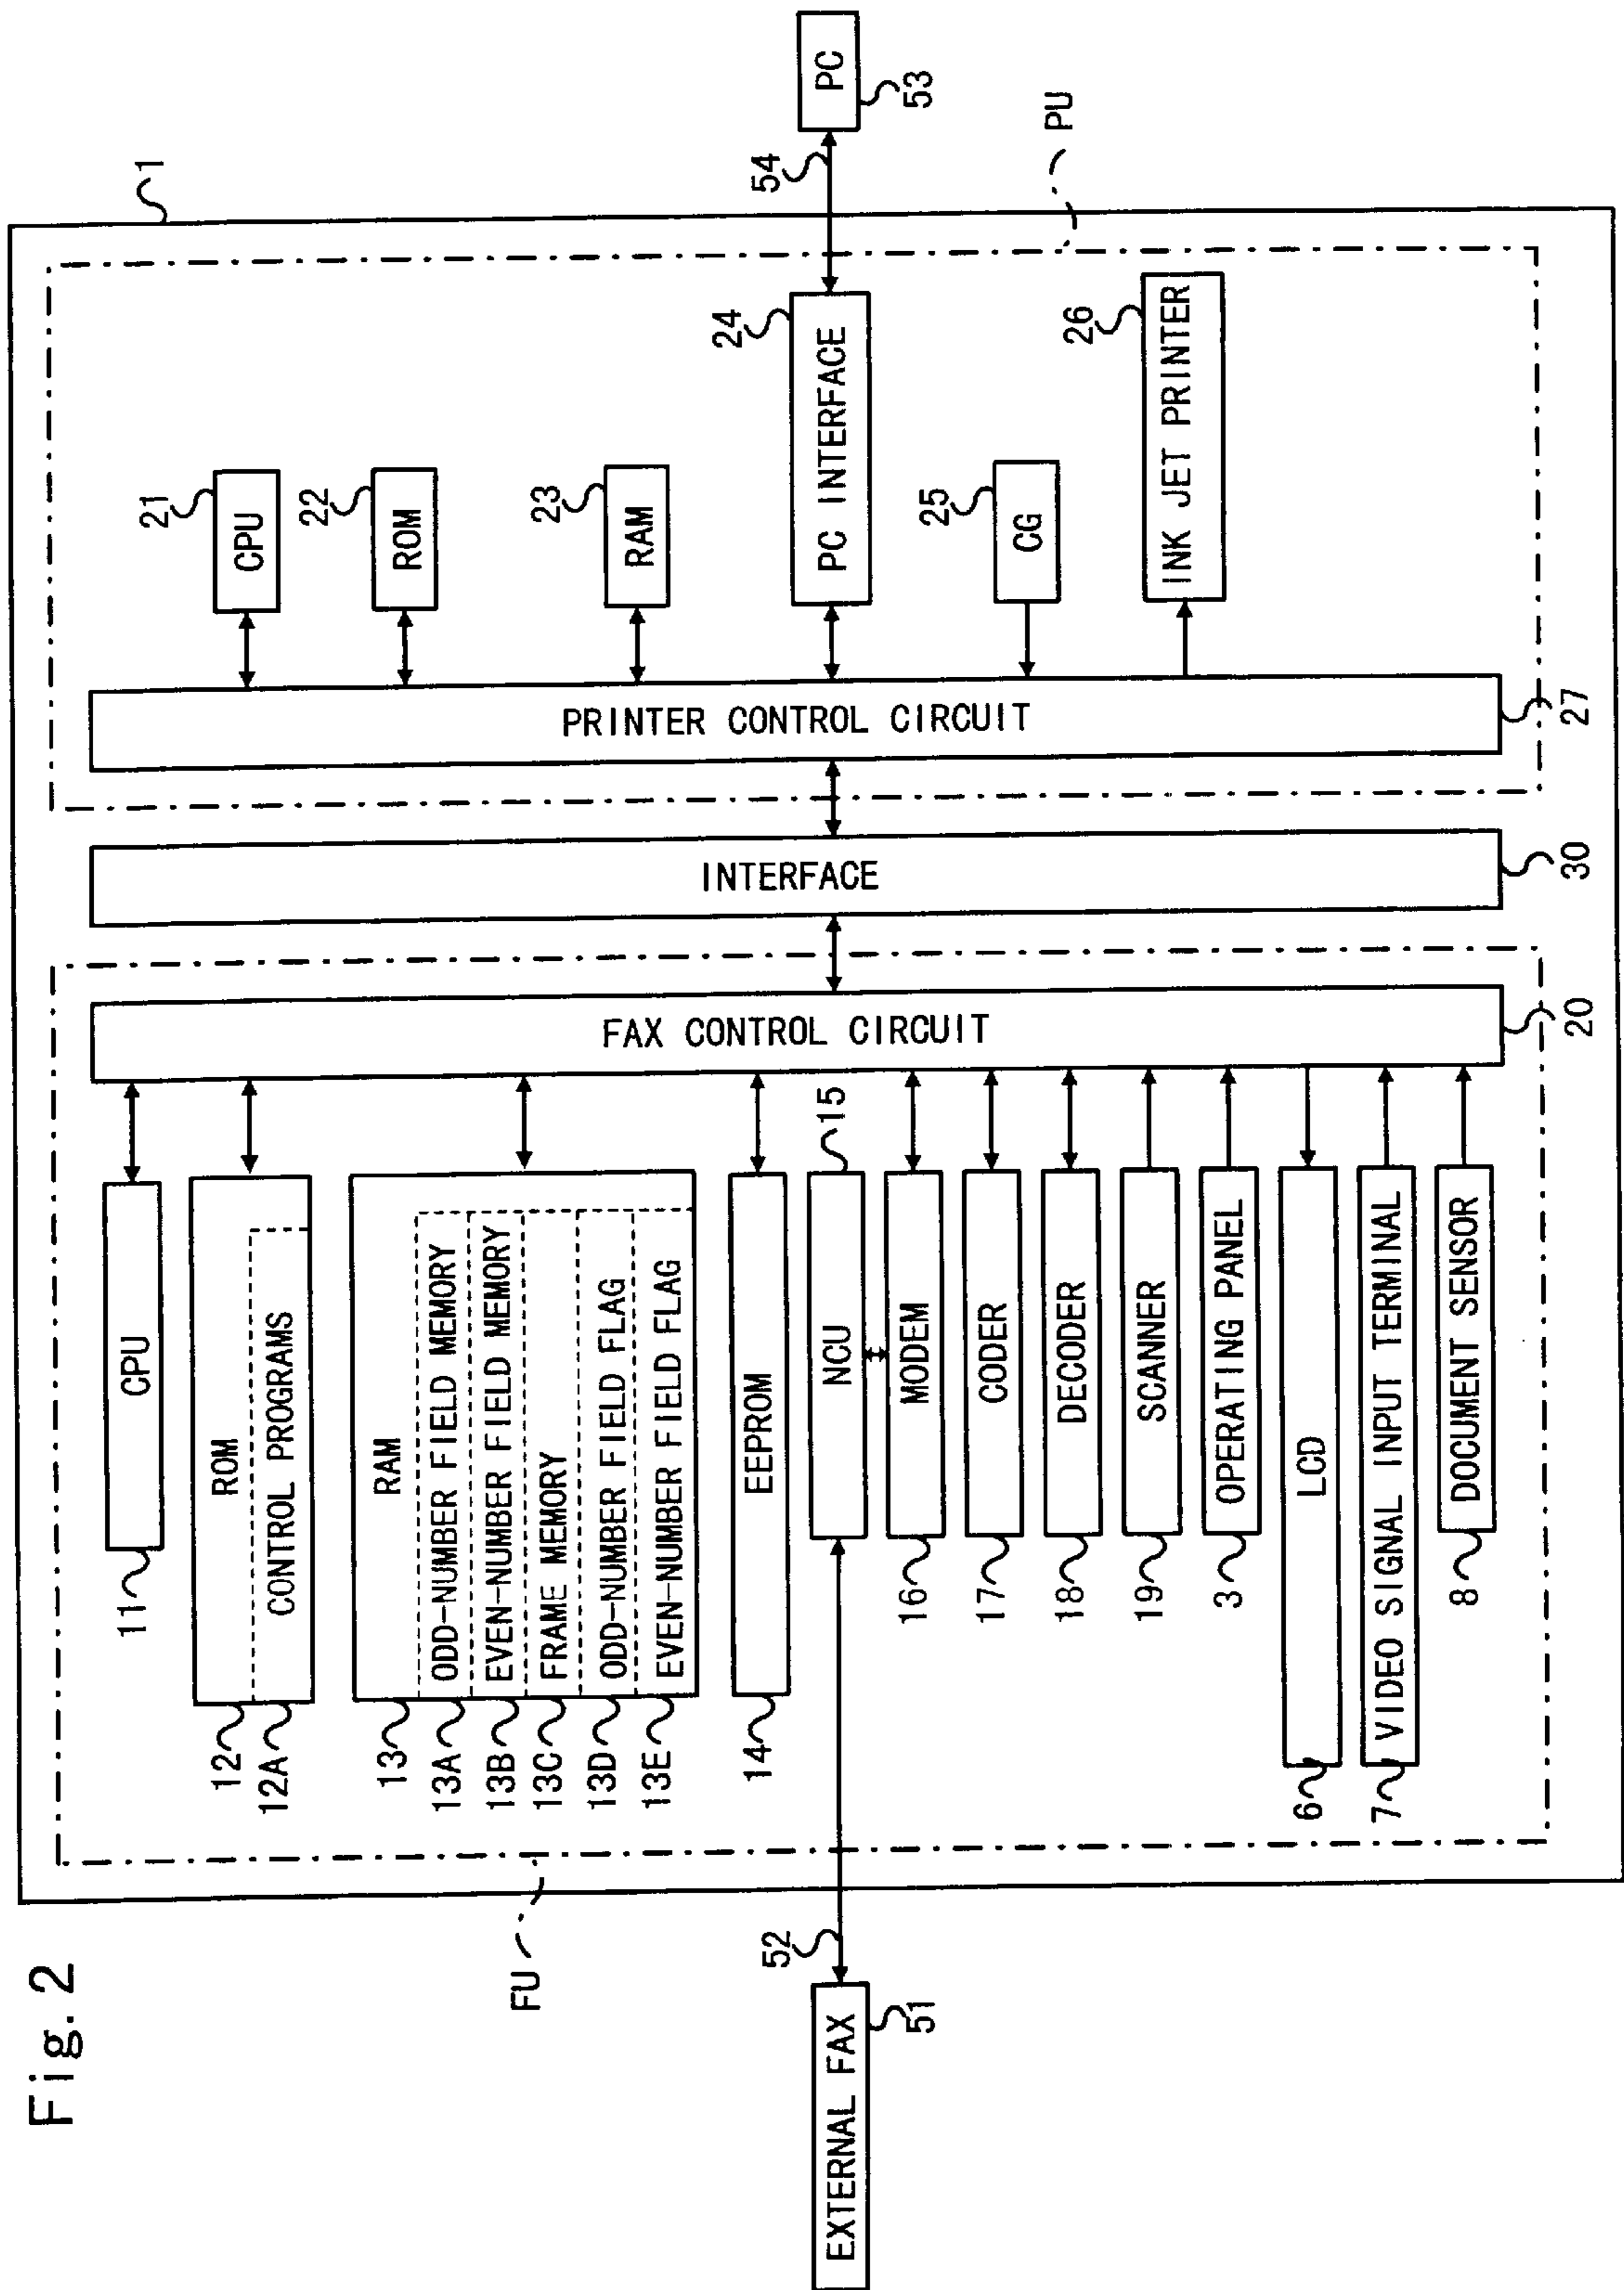 Fig. 2
1
FU
PU
11
CPU
12
ROM
12A
CONTROL PROGRAMS
13
RAM
13A
ODD-NUMBER FIELD MEMORY
13B
EVEN-NUMBER FIELD MEMORY
13C
FRAME MEMORY
13D
ODD-NUMBER FIELD FLAG
13E
EVEN-NUMBER FIELD FLAG
14
EEPROM
15
NCU
16
MODEM
17
CODER
18
DECODER
19
SCANNER
3
OPERATING PANEL
6
LCD
7
VIDEO SIGNAL INPUT TERMINAL
8
DOCUMENT SENSOR
EXTERNAL FAX
51
52
FAX CONTROL CIRCUIT
20
INTERFACE
30
PRINTER CONTROL CIRCUIT
27
21
CPU
22
ROM
23
RAM
24
PC INTERFACE
25
CG
26
INK JET PRINTER
54
PC
53